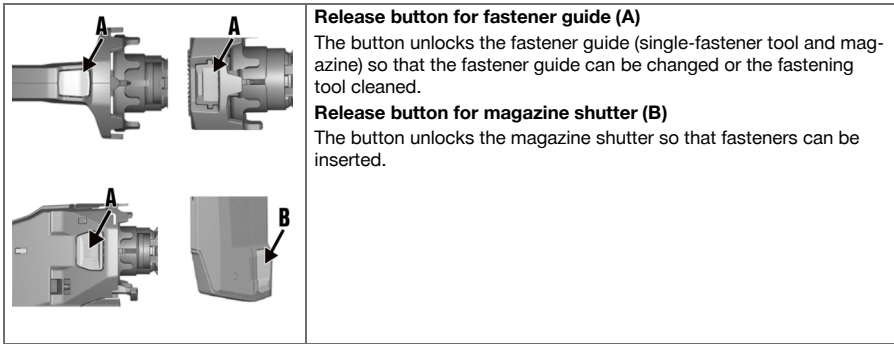 A
A
A
B
Release button for fastener guide (A)
The button unlocks the fastener guide (single-fastener tool and mag-
azine) so that the fastener guide can be changed or the fastening
tool cleaned.
Release button for magazine shutter (B)
The button unlocks the magazine shutter so that fasteners can be
inserted.